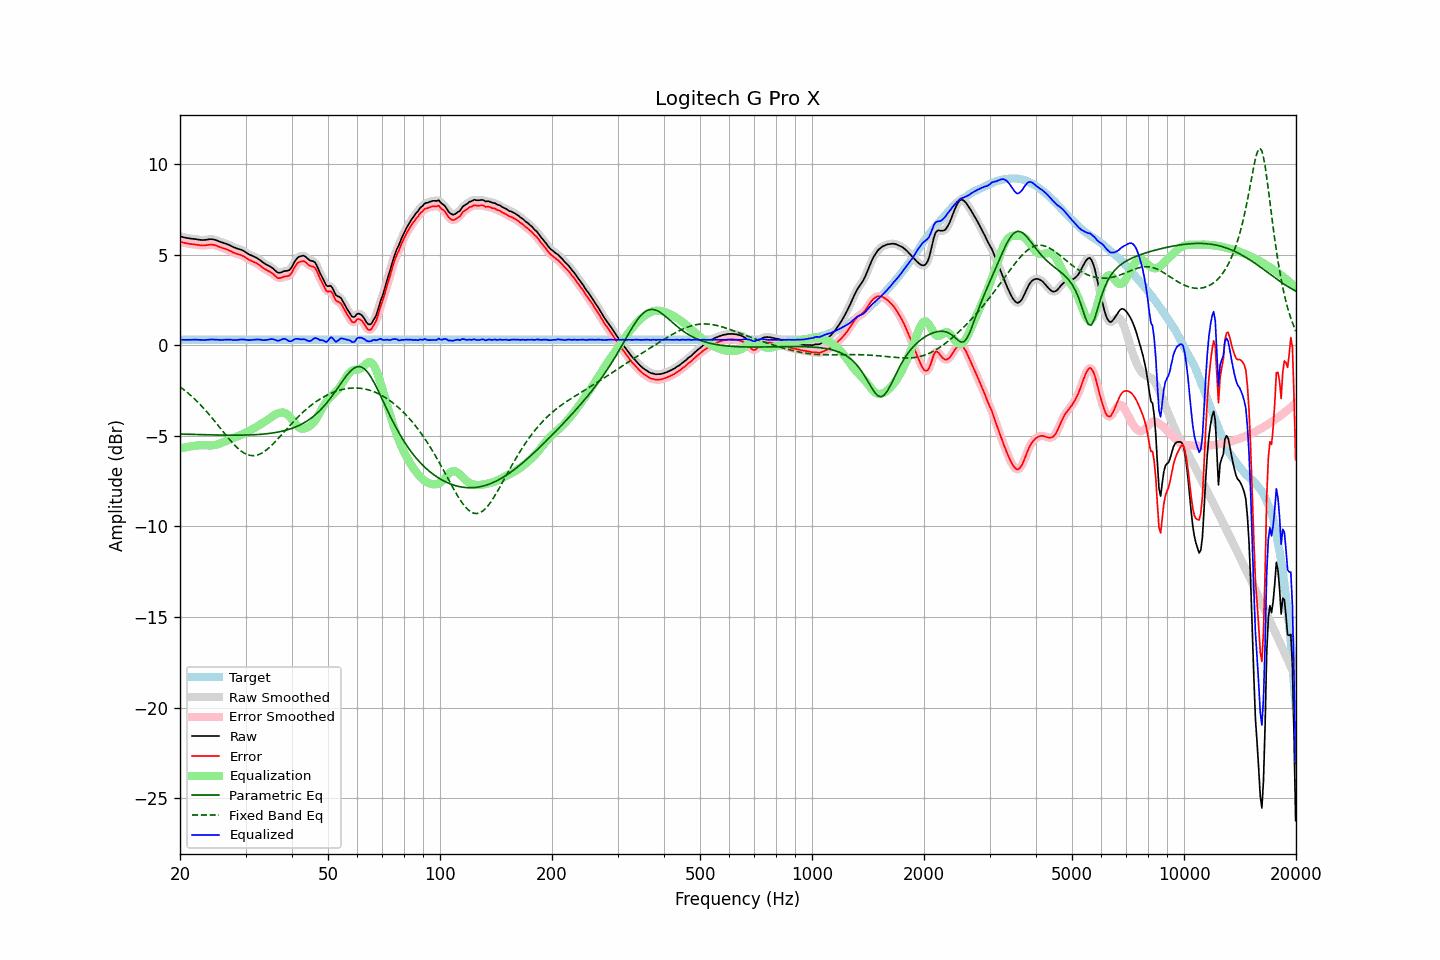 Logitech G Pro X
Amplitude (dBr)
10
5
0
−5
−10
−15
−20
−25
Target
Raw Smoothed
Error Smoothed
Raw
Error
Equalization
Parametric Eq
Fixed Band Eq
Equalized
20 50 100 200 500 1000 2000 5000 10000 20000
Frequency (Hz)